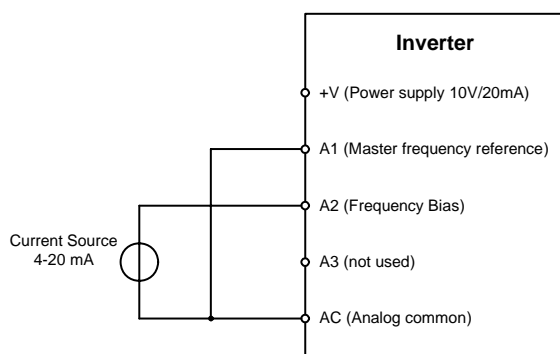 Inverter
+V (Power supply 10V/20mA)
A1 (Master frequency reference)
A2 (Frequency Bias)
Current Source
4-20 mA
A3 (not used)
AC (Analog common)